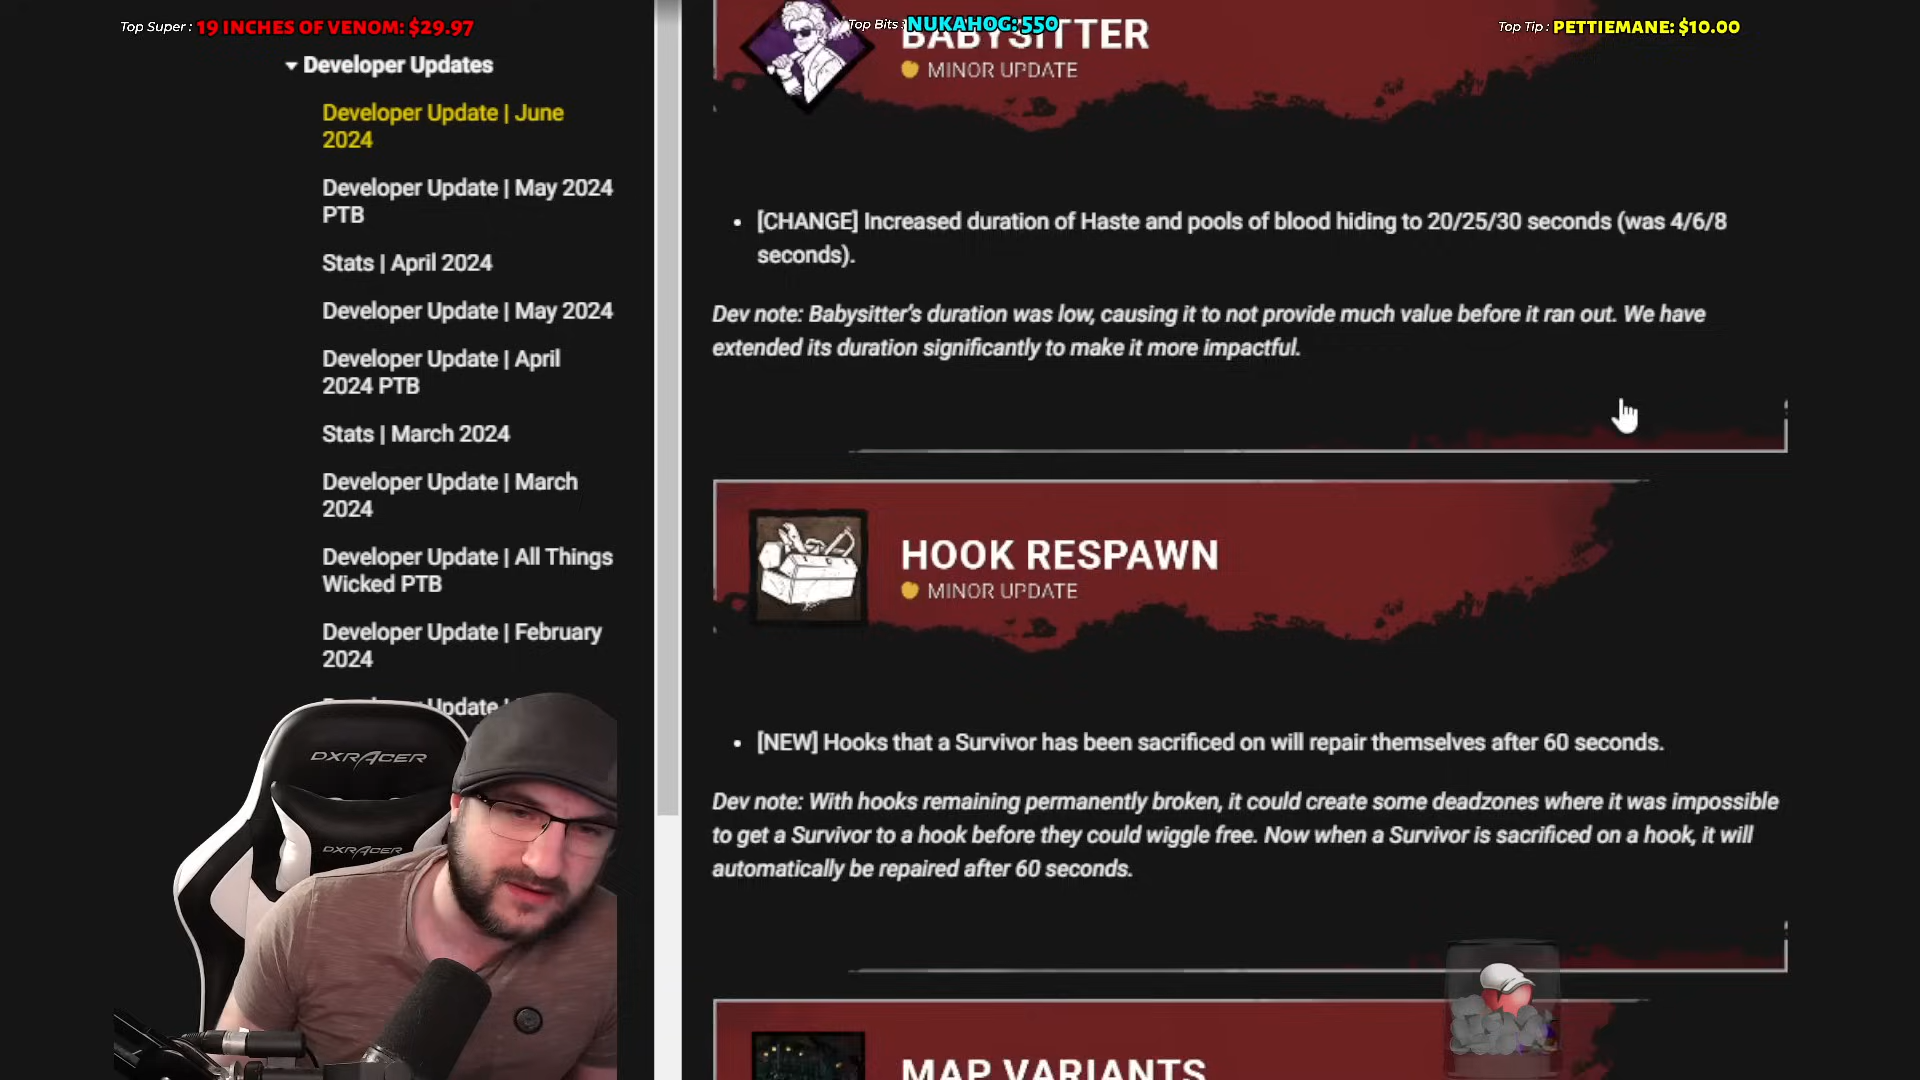 Top Super : 19 INCHES OF VENOM: $29.97
Top Bits : NUKAHOG: 550
Top Tip : PETTIEMANE: $10.00
Developer Updates
Developer Update | June
2024
Developer Update | May 2024
PTB
Stats | April 2024
Developer Update | May 2024
Developer Update | April
2024 PTB
Stats | March 2024
Developer Update | March
2024
Developer Update | All Things
Wicked PTB
Developer Update | February
2024
Update |
DXRACER
DXRACER
BABYSITTER
MINOR UPDATE
• [CHANGE] Increased duration of Haste and pools of blood hiding to 20/25/30 seconds (was 4/6/8
seconds).
Dev note: Babysitter’s duration was low, causing it to not provide much value before it ran out. We have
extended its duration significantly to make it more impactful.
HOOK RESPAWN
MINOR UPDATE
• [NEW] Hooks that a Survivor has been sacrificed on will repair themselves after 60 seconds.
Dev note: With hooks remaining permanently broken, it could create some deadzones where it was impossible
to get a Survivor to a hook before they could wiggle free. Now when a Survivor is sacrificed on a hook, it will
automatically be repaired after 60 seconds.
MAP VARIANTS